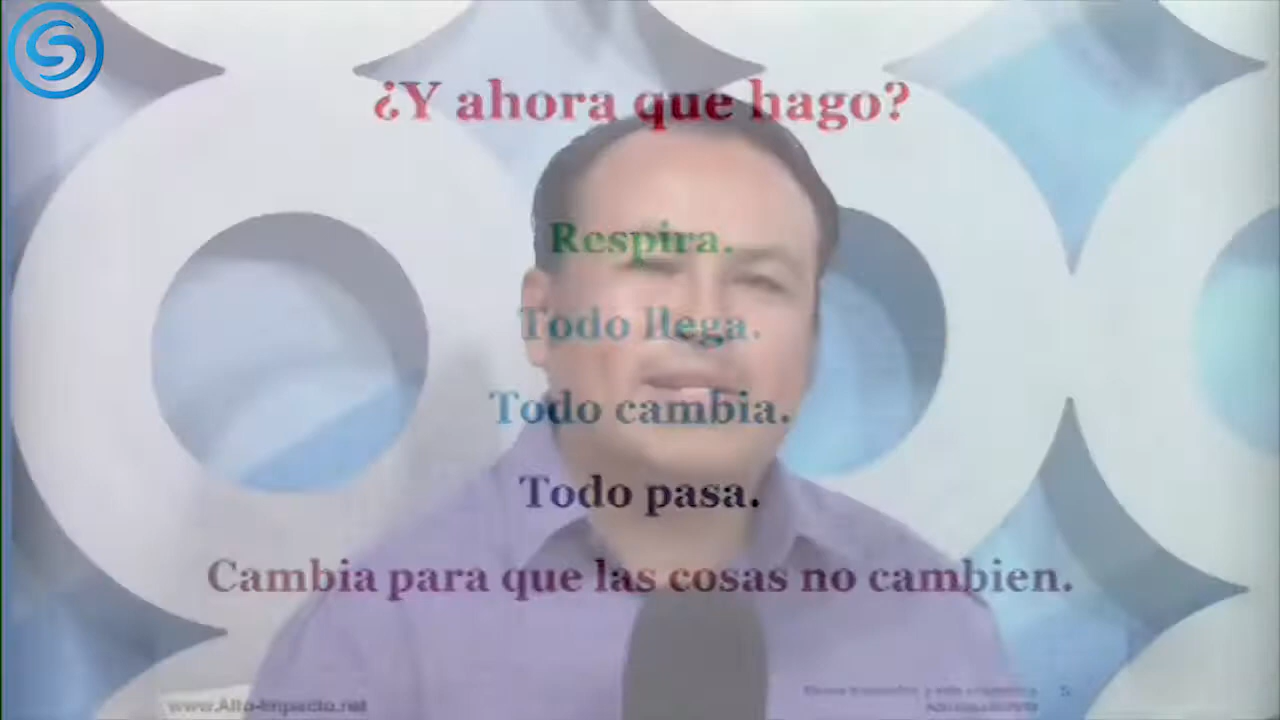 ¿Y ahora que hago?
Respira.
Todo llega.
Todo cambia.
Todo pasa.
Cambia para que las cosas no cambien.
www.Alto-Impacto.net
5